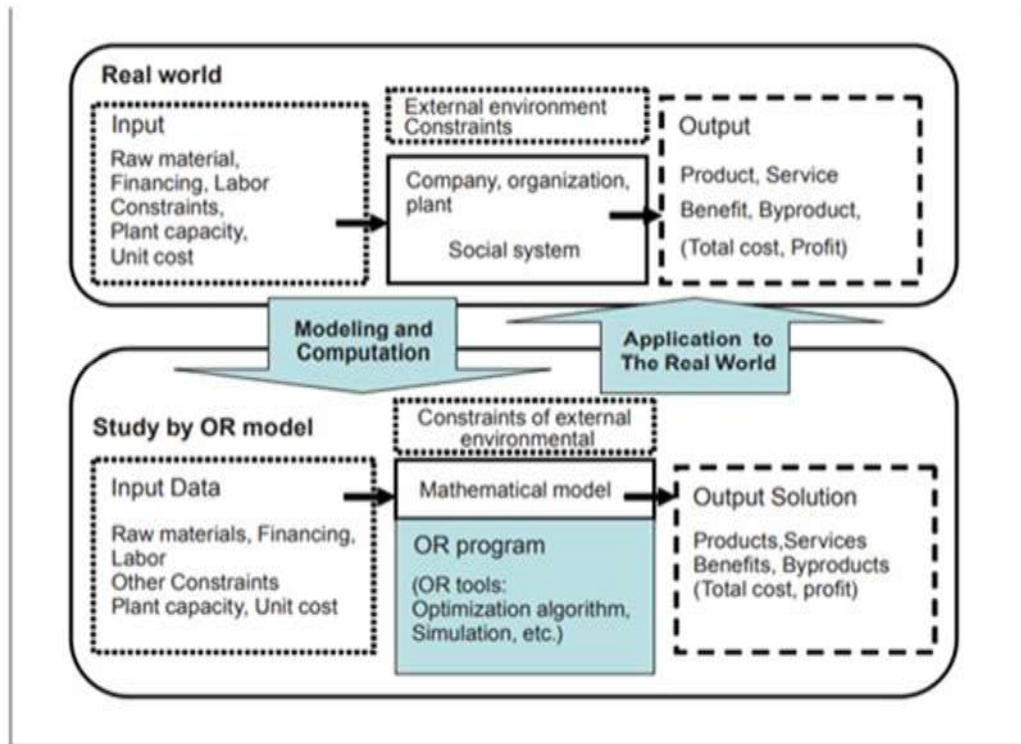 Real world
Input
Raw material,
Financing, Labor
Constraints,
Plant capacity,
Unit cost
External environment
Constraints
Company, organization,
plant
Social system
Output
Product, Service
Benefit, Byproduct,
(Total cost, Profit)
Modeling and
Computation
Application to
The Real World
Study by OR model
Input Data
Raw materials, Financing,
Labor
Other Constraints
Plant capacity, Unit cost
Constraints of external
environmental
Mathematical model
OR program
(OR tools:
Optimization algorithm,
Simulation, etc.)
Output Solution
Products,Services
Benefits, Byproducts
(Total cost, profit)